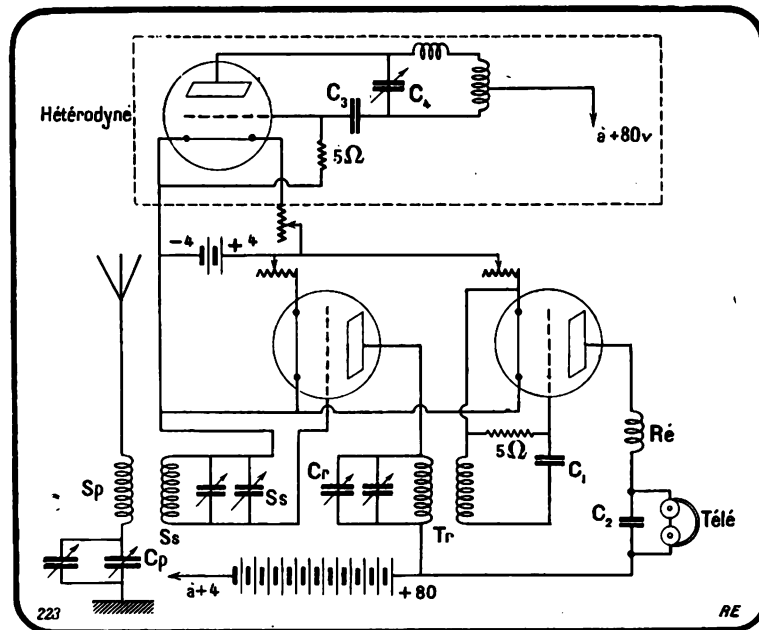 Hétérodyne
C3
C4
5Ω
à +80v
-4
+4
Sp
Ss
Ss
Cr
Tr
5Ω
C1
Ré
C2
Télé
Cp
à+4
+80
223
RE